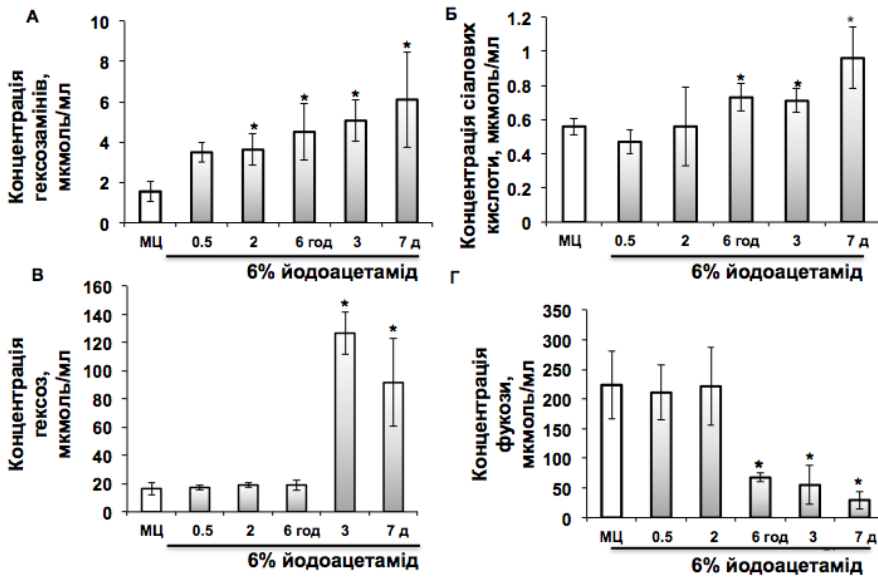 А
Концентрація
гексозамінів,
мкмоль/мл
10
8
6
4
2
0
*
*
*
*
МЦ 0.5 2 6 год 3 7 д
6% йодоацетамід
Б
Концентрація сіалових
кислоти, мкмоль/мл
1.2
1
0.8
0.6
0.4
0.2
0
*
*
*
МЦ 0.5 2 6 год 3 7 д
6% йодоацетамід
В
Концентрація
гексоз,
мкмоль/мл
160
140
120
100
80
60
40
20
0
*
*
МЦ 0.5 2 6 год 3 7 д
6% йодоацетамід
Г
Концентрація
фукози,
мкмоль/мл
350
300
250
200
150
100
50
0
*
*
*
МЦ 0.5 2 6 год 3 7 д
6% йодоацетамід